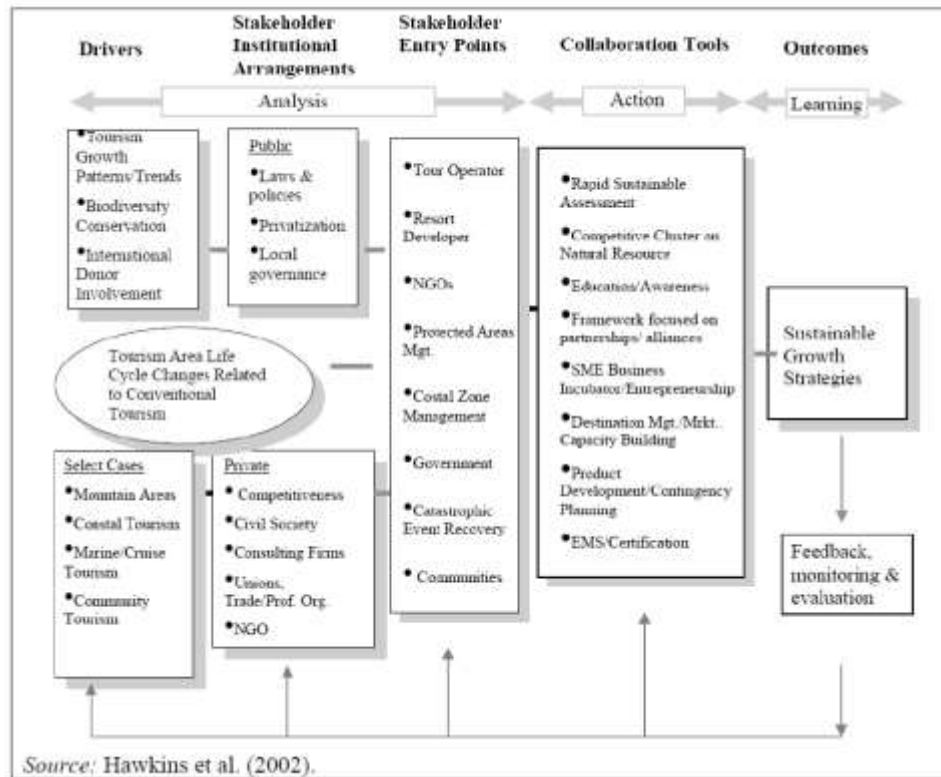 Drivers
Stakeholder
Institutional
Arrangements
Stakeholder
Entry Points
Collaboration Tools
Outcomes
Analysis
Action
Learning
•Tourism
Growth
Patterns/Trends
•Biodiversity
Conservation
•International
Donor
Involvement
Public
•Laws &
policies
•Privatization
•Local
governance
Tourism Area Life
Cycle Changes Related
to Conventional
Tourism
Select Cases
•Mountain Areas
•Coastal Tourism
•Marine/Cruise
Tourism
•Community
Tourism
Private
•Competitiveness
•Civil Society
•Consulting Firms
•Unions,
Trade/Prof. Org.
•NGO
•Tour Operator
•Resort
Developer
•NGOs
•Protected Areas
Mgt.
•Costal Zone
Management
•Government
•Catastrophic
Event Recovery
•Communities
•Rapid Sustainable
Assessment
•Competitive Cluster on
Natural Resource
•Education/Awareness
•Framework focused on
partnerships/ alliances
•SME Business
Incubator/Entrepreneurship
•Destination Mgt./Mrkt.
Capacity Building
•Product
Development/Contingency
Planning
•EMS/Certification
Sustainable
Growth
Strategies
Feedback,
monitoring &
evaluation
Source: Hawkins et al. (2002).